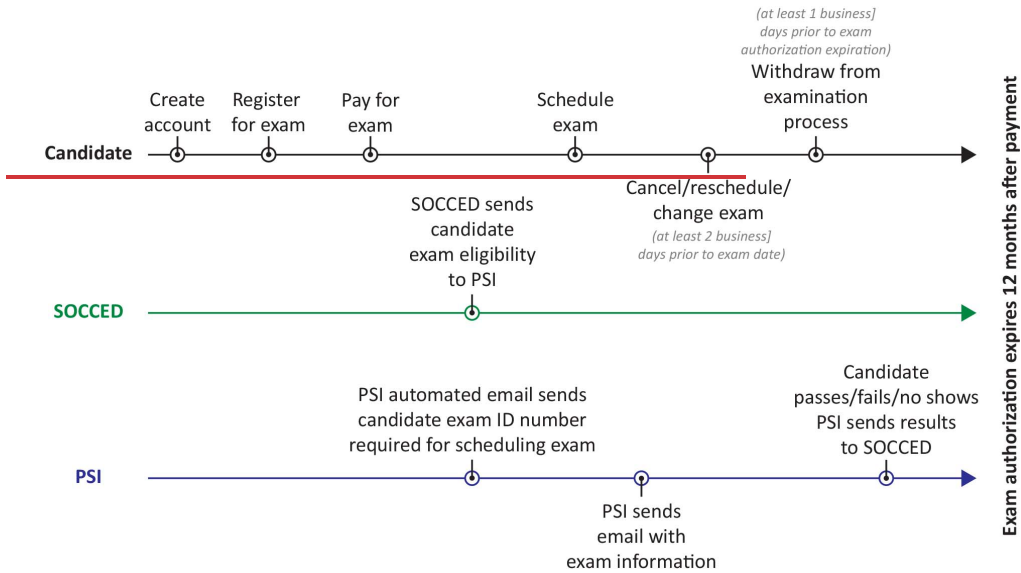 (at least 1 business]
days prior to exam
authorization expiration)
Withdraw from
examination
process
Create
account
Register
for exam
Pay for
exam
Schedule
exam
Candidate
Cancel/reschedule/
change exam
(at least 2 business]
days prior to exam date)
SOCCED sends
candidate
exam eligibility
to PSI
SOCCED
Candidate
passes/fails/no shows
PSI sends results
to SOCCED
PSI automated email sends
candidate exam ID number
required for scheduling exam
PSI
PSI sends
email with
exam information
Exam authorization expires 12 months after payment